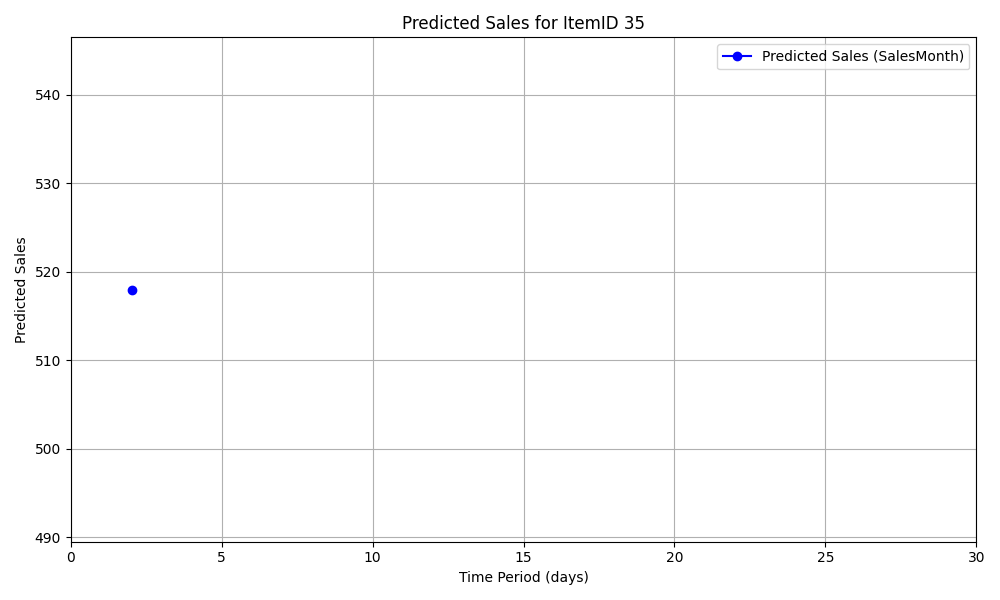 Predicted Sales for ItemID 35
Predicted Sales (SalesMonth)
Predicted Sales
540
530
520
510
500
490
0 5 10 15 20 25 30
Time Period (days)